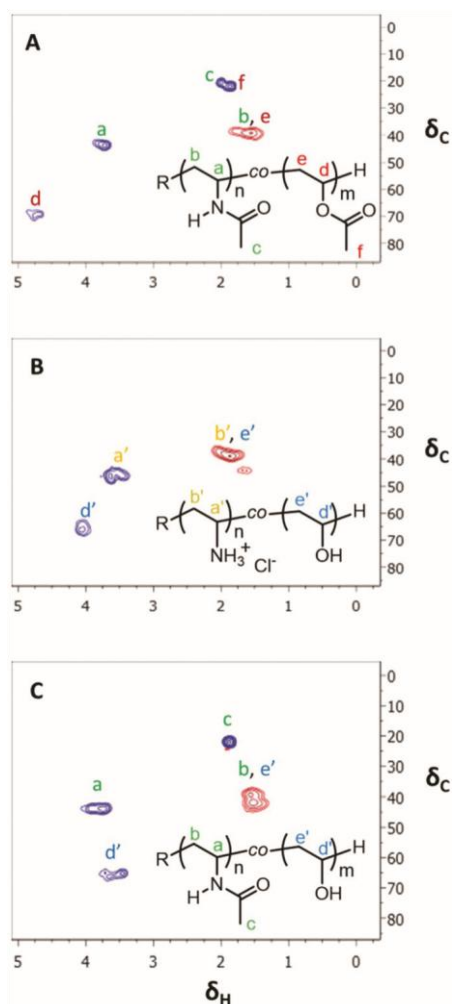 A
c f
b, e
a
d
0
10
20
30
40
50
60
70
80
δC
b a e d
R ( )n co ( )m H
H N O O O
c f
5 4 3 2 1 0
B
b', e'
a'
d'
0
10
20
30
40
50
60
70
80
δC
b' a' e' d'
R ( )n co ( ) H
NH3+ Cl- OH
5 4 3 2 1 0
C
c
b, e'
a
d'
0
10
20
30
40
50
60
70
80
δC
b a e' d'
R ( )n co ( )m H
H N O OH
c
5 4 3 2 1 0
δH